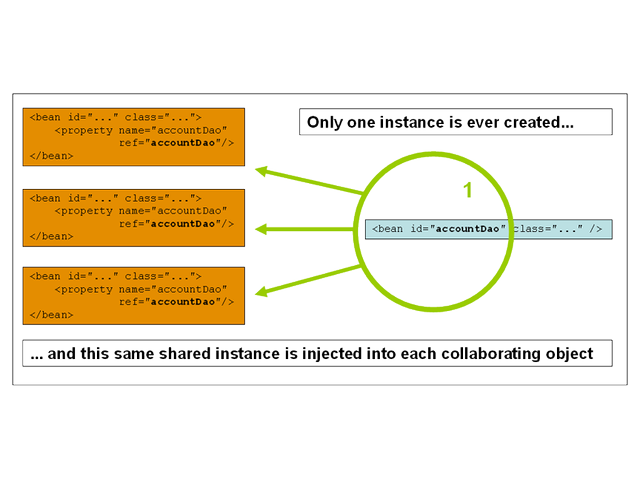 <bean id="..." class="...">
<property name="accountDao"
ref="accountDao"/>
</bean>
Only one instance is ever created...
1
<bean id="..." class="...">
<property name="accountDao"
ref="accountDao"/>
</bean>
<bean id="accountDao" class="..." />
<bean id="..." class="...">
<property name="accountDao"
ref="accountDao"/>
</bean>
... and this same shared instance is injected into each collaborating object